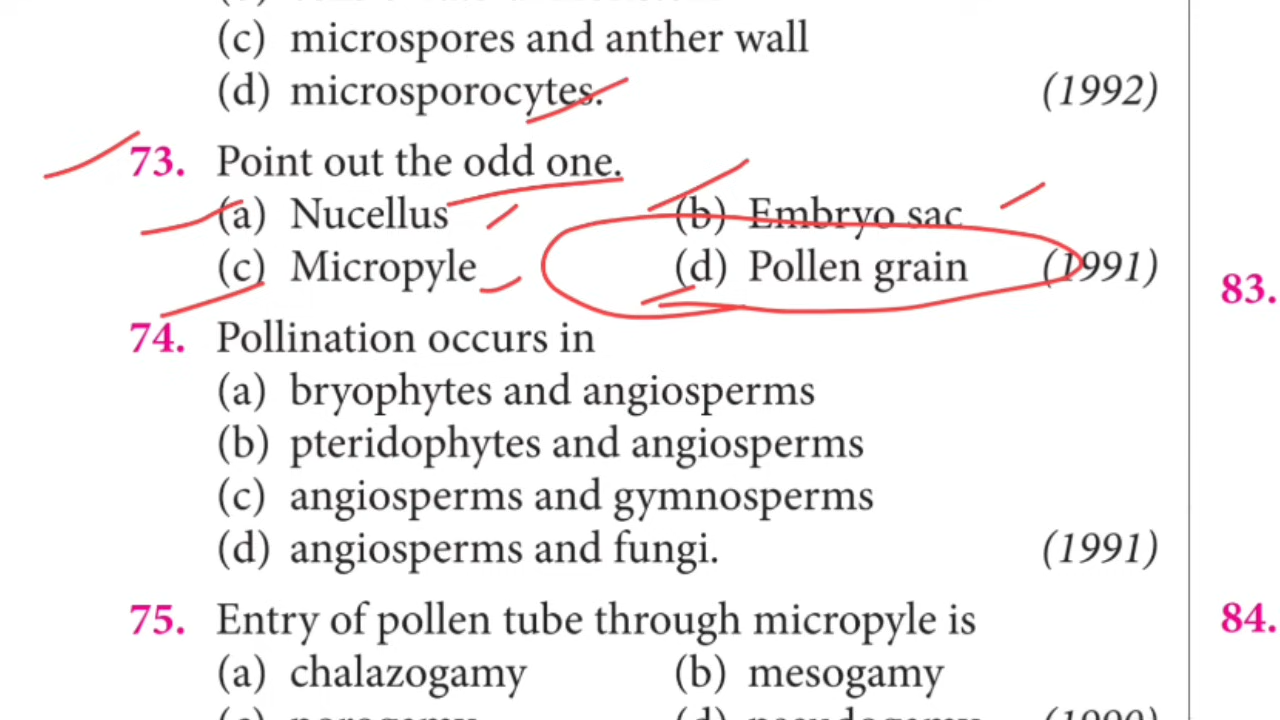 (c) microspores and anther wall
(d) microsporocytes. (1992)
73. Point out the odd one.
(a) Nucellus (b) Embryo sac
(c) Micropyle (d) Pollen grain (1991)
83.
74. Pollination occurs in
(a) bryophytes and angiosperms
(b) pteridophytes and angiosperms
(c) angiosperms and gymnosperms
(d) angiosperms and fungi. (1991)
75. Entry of pollen tube through micropyle is
84.
(a) chalazogamy (b) mesogamy